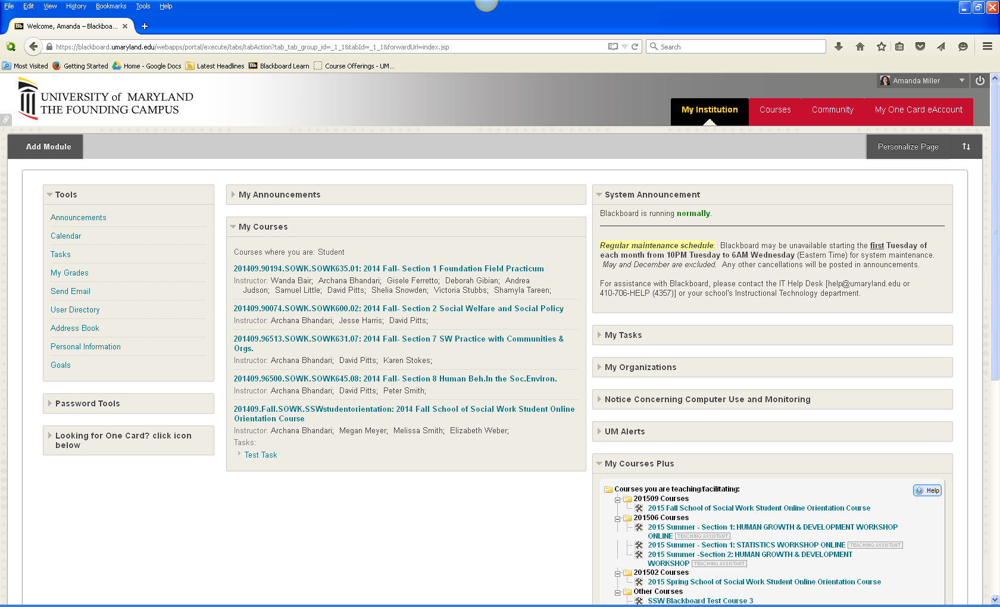 File Edit View History Bookmarks Tools Help
Bb Welcome, Amanda – Blackboa... × +
https://blackboard.umaryland.edu/webapps/portal/execute/tabs/tabAction?tab_tab_group_id=_1_1&tabId=_1_1&forwardUrl=index.jsp Search
Most Visited Getting Started Home - Google Docs Latest Headlines Bb Blackboard Learn Course Offerings - UM...
Amanda Miller
UNIVERSITY of MARYLAND
THE FOUNDING CAMPUS
My Institution Courses Community My One Card eAccount
Add Module Personalize Page
Tools
Announcements
Calendar
Tasks
My Grades
Send Email
User Directory
Address Book
Personal Information
Goals
Password Tools
Looking for One Card? click icon
below
My Announcements
My Courses
Courses where you are: Student
201409.90194.SOWK.SOWK635.01: 2014 Fall- Section 1 Foundation Field Practicum
Instructor: Wanda Bair; Archana Bhandari; Gisele Ferretto; Deborah Gibian; Andrea
Judson; Samuel Little; David Pitts; Shelia Snowden; Victoria Stubbs; Shamyla Tareen;
201409.90074.SOWK.SOWK600.02: 2014 Fall- Section 2 Social Welfare and Social Policy
Instructor: Archana Bhandari; Jesse Harris; David Pitts;
201409.96513.SOWK.SOWK631.07: 2014 Fall- Section 7 SW Practice with Communities &
Orgs.
Instructor: Archana Bhandari; David Pitts; Karen Stokes;
201409.96500.SOWK.SOWK645.08: 2014 Fall- Section 8 Human Beh.In the Soc.Environ.
Instructor: Archana Bhandari; David Pitts; Peter Smith;
201409.Fall.SOWK.SSWstudentorientation: 2014 Fall School of Social Work Student Online
Orientation Course
Instructor: Archana Bhandari; Megan Meyer; Melissa Smith; Elizabeth Weber;
Tasks:
Test Task
System Announcement
Blackboard is running normally.
Regular maintenance schedule: Blackboard may be unavailable starting the first Tuesday of
each month from 10PM Tuesday to 6AM Wednesday (Eastern Time) for system maintenance.
May and December are excluded. Any other cancellations will be posted in announcements.
For assistance with Blackboard, please contact the IT Help Desk [help@umaryland.edu or
410-706-HELP (4357)] or your school's Instructional Technology department.
My Tasks
My Organizations
Notice Concerning Computer Use and Monitoring
UM Alerts
My Courses Plus
Courses you are teaching/facilitating: Help
201509 Courses
2015 Fall School of Social Work Student Online Orientation Course
201506 Courses
2015 Summer - Section 1: HUMAN GROWTH & DEVELOPMENT WORKSHOP
ONLINE TEACHING ASSISTANT
2015 Summer - Section 1: STATISTICS WORKSHOP ONLINE TEACHING ASSISTANT
2015 Summer -Section 2: HUMAN GROWTH & DEVELOPMENT
WORKSHOP TEACHING ASSISTANT
201502 Courses
2015 Spring School of Social Work Student Online Orientation Course
Other Courses
SSW Blackboard Test Course 3